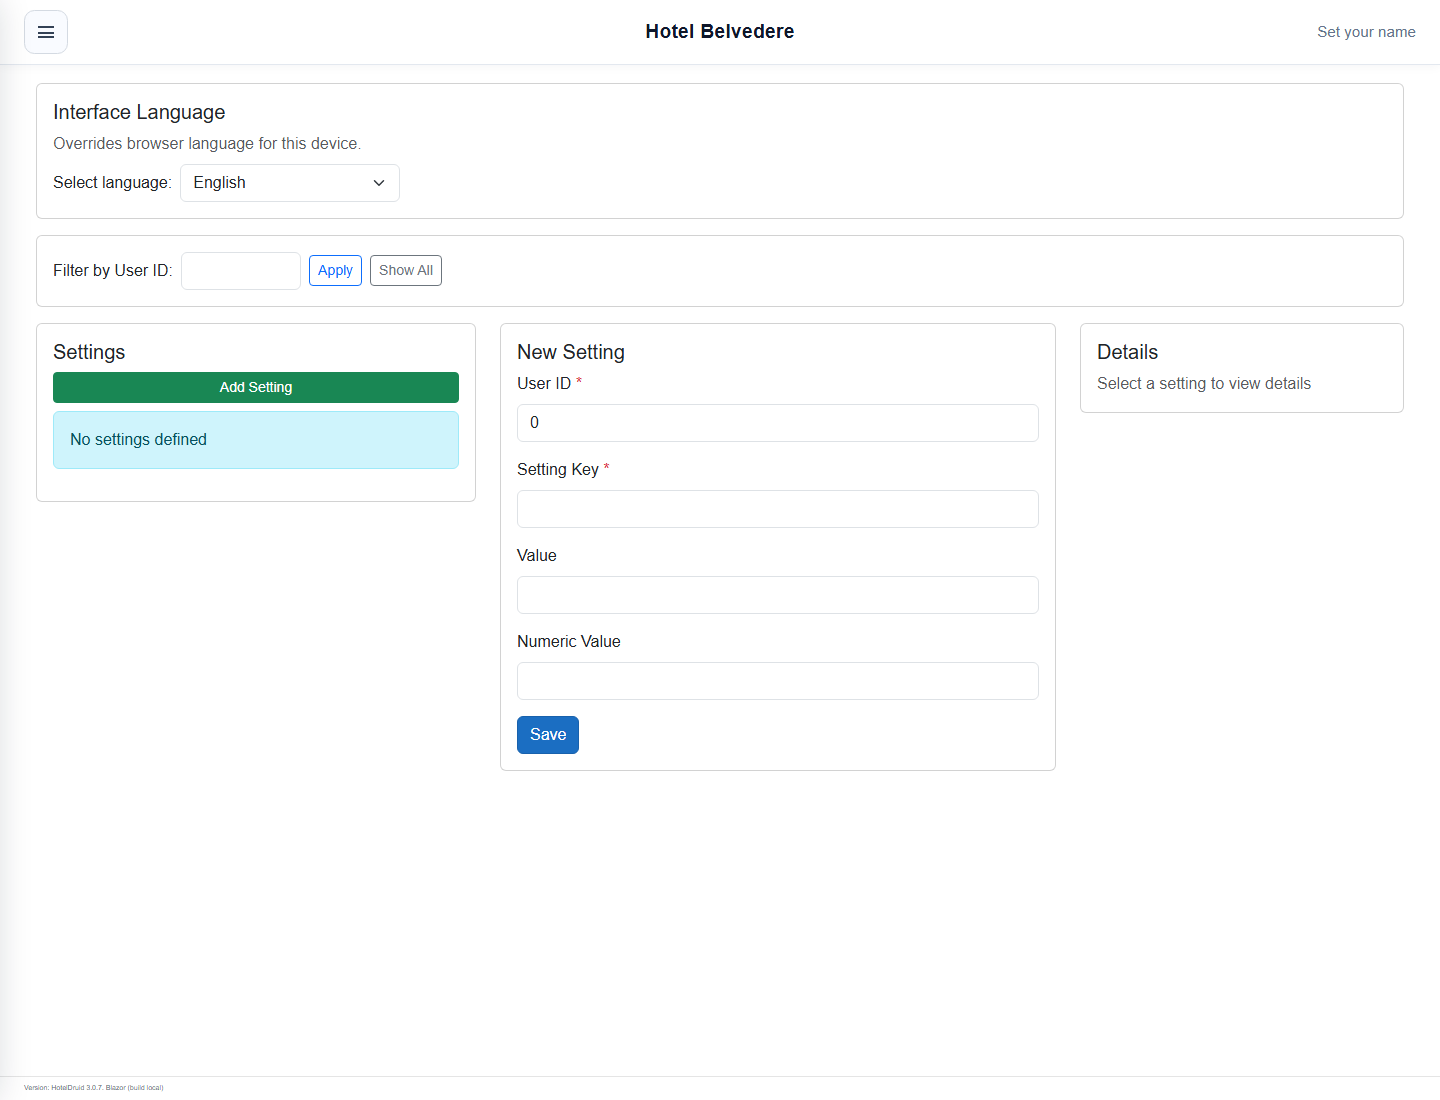 Hotel Belvedere
Set your name
Interface Language
Overrides browser language for this device.
Select language: English
Filter by User ID: Apply Show All
Settings
Add Setting
No settings defined
New Setting
User ID *
0
Setting Key *
Value
Numeric Value
Save
Details
Select a setting to view details
Version: HotelDruid 3.0.7. Blazor (build local)